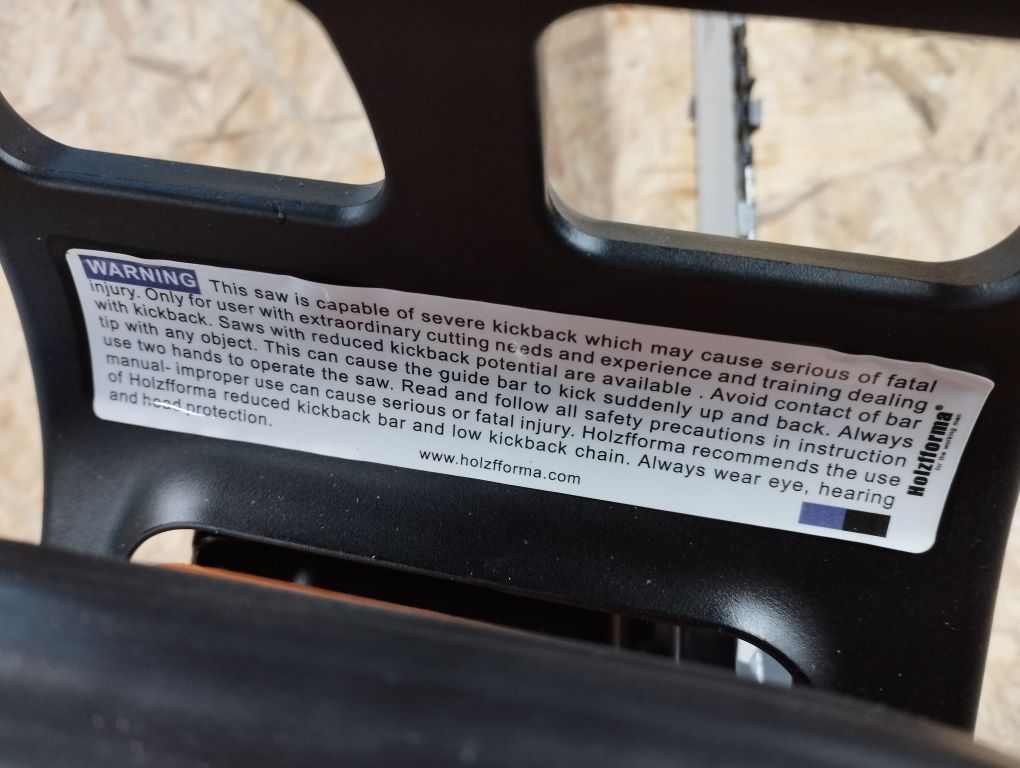 WARNING This saw is capable of severe kickback which may cause serious of fatal
injury. Only for user with extraordinary cutting needs and experience and training dealing
with kickback. Saws with reduced kickback potential are available . Avoid contact of bar
tip with any object. This can cause the guide bar to kick suddenly up and back. Always
use two hands to operate the saw. Read and follow all safety precautions in instruction
manual- improper use can cause serious or fatal injury. Holzfforma recommends the use
of Holzfforma reduced kickback bar and low kickback chain. Always wear eye, hearing
and head protection.
www.holzfforma.com
Holzfforma®
for the working man